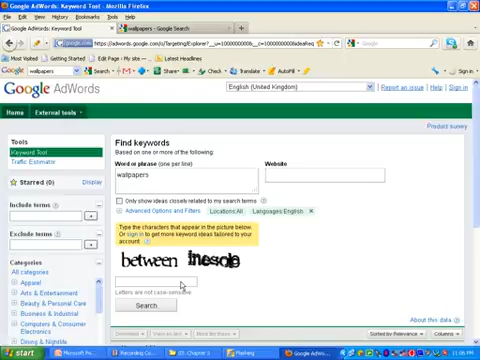 Google AdWords: Keyword Tool - Mozilla Firefox
File Edit View History Bookmarks Tools Help
Google AdWords: Keyword Tool
wallpapers - Google Search
Most Visited Getting Started Latest Headlines
wallpapers Search Check Translate AutoFill Sign In
Google AdWords English (United Kingdom) Report an issue Help Sign in
Home External tools
Product survey
Tools
Keyword Tool
Traffic Estimator
Starred (0) Display
Include terms
Exclude terms
Categories
All categories
Apparel
Arts & Entertainment
Beauty & Personal Care
Business & Industrial
Computers & Consumer
Electronics
Dining & Nightlife
Find keywords
Based on one or more of the following:
Word or phrase (one per line) Website
wallpapers
Only show ideas closely related to my search terms
Advanced Options and Filters Locations: All Languages: English
Type the characters that appear in the picture below.
Or sign in to get more keyword ideas tailored to your
account
between
Letters are not case-sensitive
Search
About this data
Sorted by Relevance Columns
start 11:06 PM